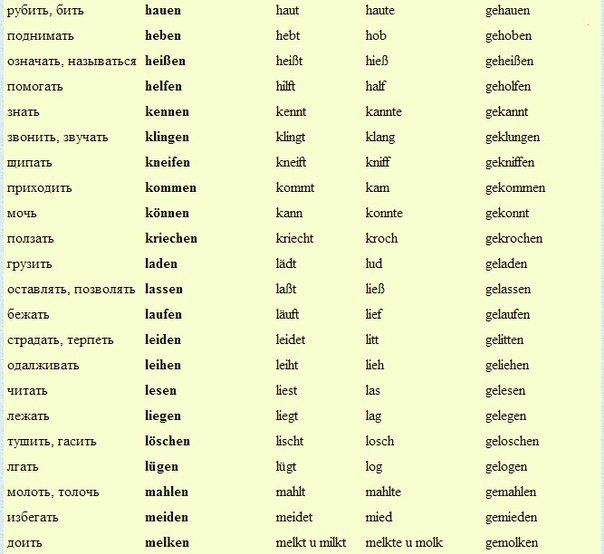 рубить, бить hauen haut haute gehauen
поднимать heben hebt hob gehoben
означать, называться heißen heißt hieß geheißen
помогать helfen hilft half geholfen
знать kennen kennt kannte gekannt
звонить, звучать klingen klingt klang geklungen
щипать kneifen kneift kniff gekniffen
приходить kommen kommt kam gekommen
мочь können kann konnte gekonnt
ползать kriechen kriecht kroch gekrochen
грузить laden lädt lud geladen
оставлять, позволять lassen laßt ließ gelassen
бежать laufen läuft lief gelaufen
страдать, терпеть leiden leidet litt gelitten
одалживать leihen leiht lieh geliehen
читать lesen liest las gelesen
лежать liegen liegt lag gelegen
тушить, гасить löschen lischt losch geloschen
лгать lügen lügt log gelogen
молоть, толочь mahlen mahlt mahlte gemahlen
избегать meiden meidet mied gemieden
доить melken melkt u milkt melkte u molk gemolken